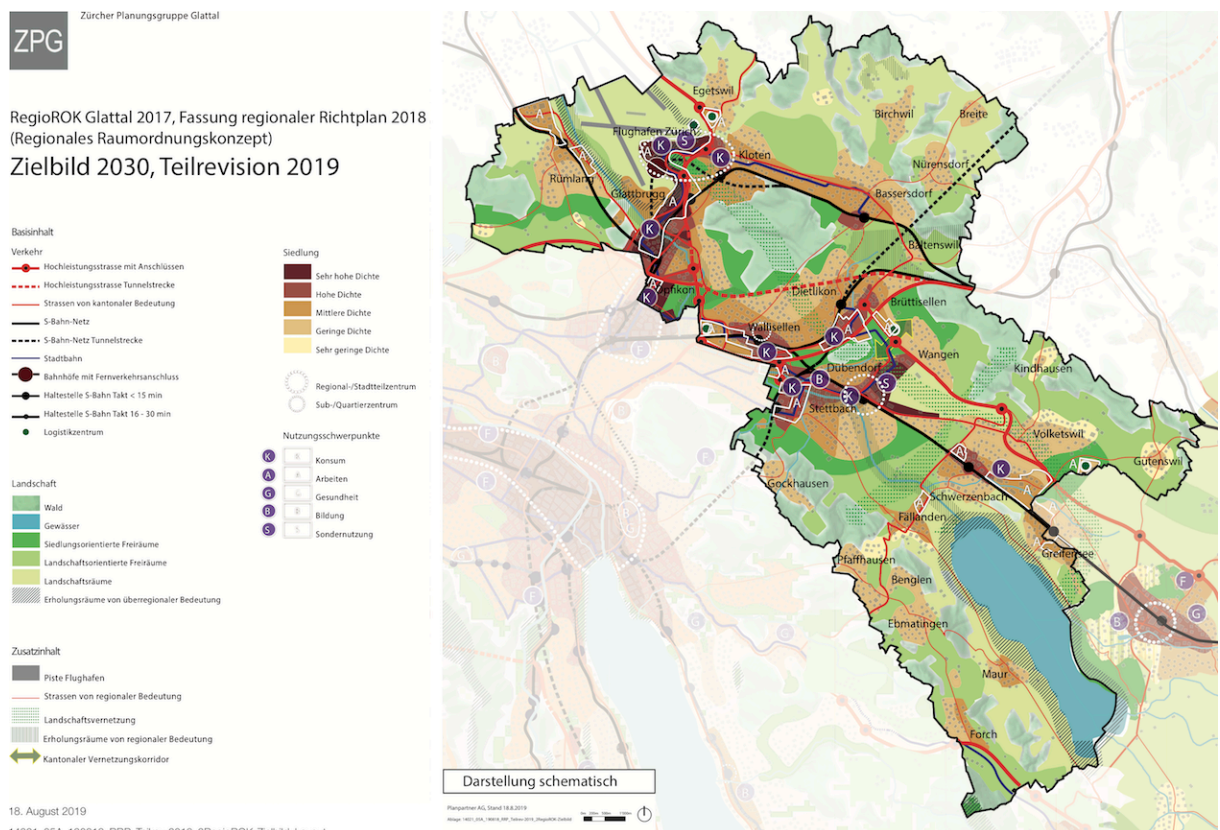 ZPG
Zürcher Planungsgruppe Glattal
RegioROK Glattal 2017, Fassung regionaler Richtplan 2018
(Regionales Raumordnungskonzept)
Zielbild 2030, Teilrevision 2019
Basisinhalt
Verkehr
Hochleistungsstrasse mit Anschlüssen
Hochleistungsstrasse Tunnelstrecke
Strassen von kantonaler Bedeutung
S-Bahn-Netz
S-Bahn-Netz Tunnelstrecke
Stadtbahn
Bahnhöfe mit Fernverkehrsanschluss
Haltestelle S-Bahn Takt < 15 min
Haltestelle S-Bahn Takt 16 - 30 min
Logistikzentrum
Landschaft
Wald
Gewässer
Siedlungsorientierte Freiräume
Landschaftsorientierte Freiräume
Landschaftsräume
Erholungsräume von überregionaler Bedeutung
Zusatzinhalt
Piste Flughafen
Strassen von regionaler Bedeutung
Landschaftsvernetzung
Erholungsräume von regionaler Bedeutung
Kantonaler Vernetzungskorridor
18. August 2019
Siedlung
Sehr hohe Dichte
Hohe Dichte
Mittlere Dichte
Geringe Dichte
Sehr geringe Dichte
Regional-/Stadtteilzentrum
Sub-/Quartierzentrum
Nutzungsschwerpunkte
K Konsum
A Arbeiten
G Gesundheit
B Bildung
S Sondernutzung
Egetswil
Birchwil
Breite
Flughafen Zürich
Kloten
Nürensdorf
Rümlang
Glattbrugg
Bassersdorf
Baltenswil
Opfikon
Dietlikon
Brüttisellen
Wallisellen
Wangen
Dübendorf
Kindhausen
Stettbach
Volketswil
Gutenswil
Gockhausen
Schwerzenbach
Fällanden
Greifensee
Pfaffhausen
Benglen
Ebmatingen
Maur
Forch
Darstellung schematisch
Planpartner AG, Stand 18.8.2019